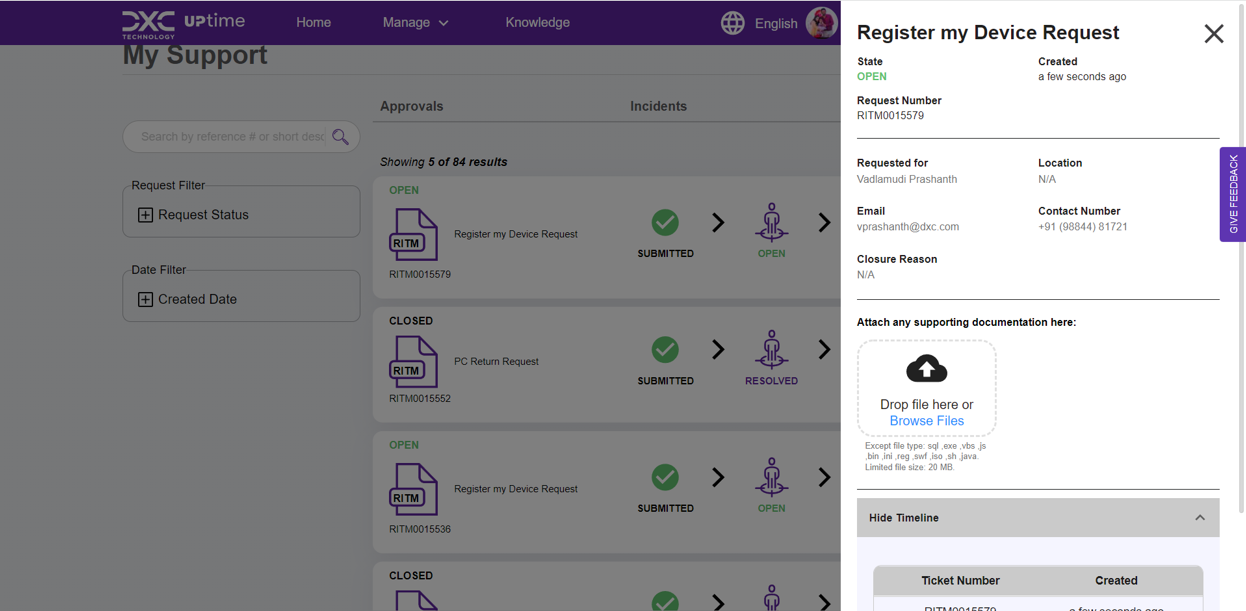 DXC UPtime
TECHNOLOGY
Home
Manage
Knowledge
English
My Support
Search by reference # or short desc
Request Filter
Request Status
Date Filter
Created Date
Approvals
Incidents
Showing 5 of 84 results
OPEN
RITM
Register my Device Request
SUBMITTED
OPEN
RITM0015579
CLOSED
RITM
PC Return Request
SUBMITTED
RESOLVED
RITM0015552
OPEN
RITM
Register my Device Request
SUBMITTED
OPEN
RITM0015536
CLOSED
Register my Device Request
State
OPEN
Created
a few seconds ago
Request Number
RITM0015579
Requested for
Vadlamudi Prashanth
Location
N/A
Email
vprashanth@dxc.com
Contact Number
+91 (98844) 81721
Closure Reason
N/A
Attach any supporting documentation here:
Drop file here or
Browse Files
Except file type: sql ,exe ,vbs ,js
,bin ,ini ,reg ,swf ,iso ,sh ,java.
Limited file size: 20 MB.
Hide Timeline
Ticket Number
Created
RITM0015579
a few seconds ago
GIVE FEEDBACK